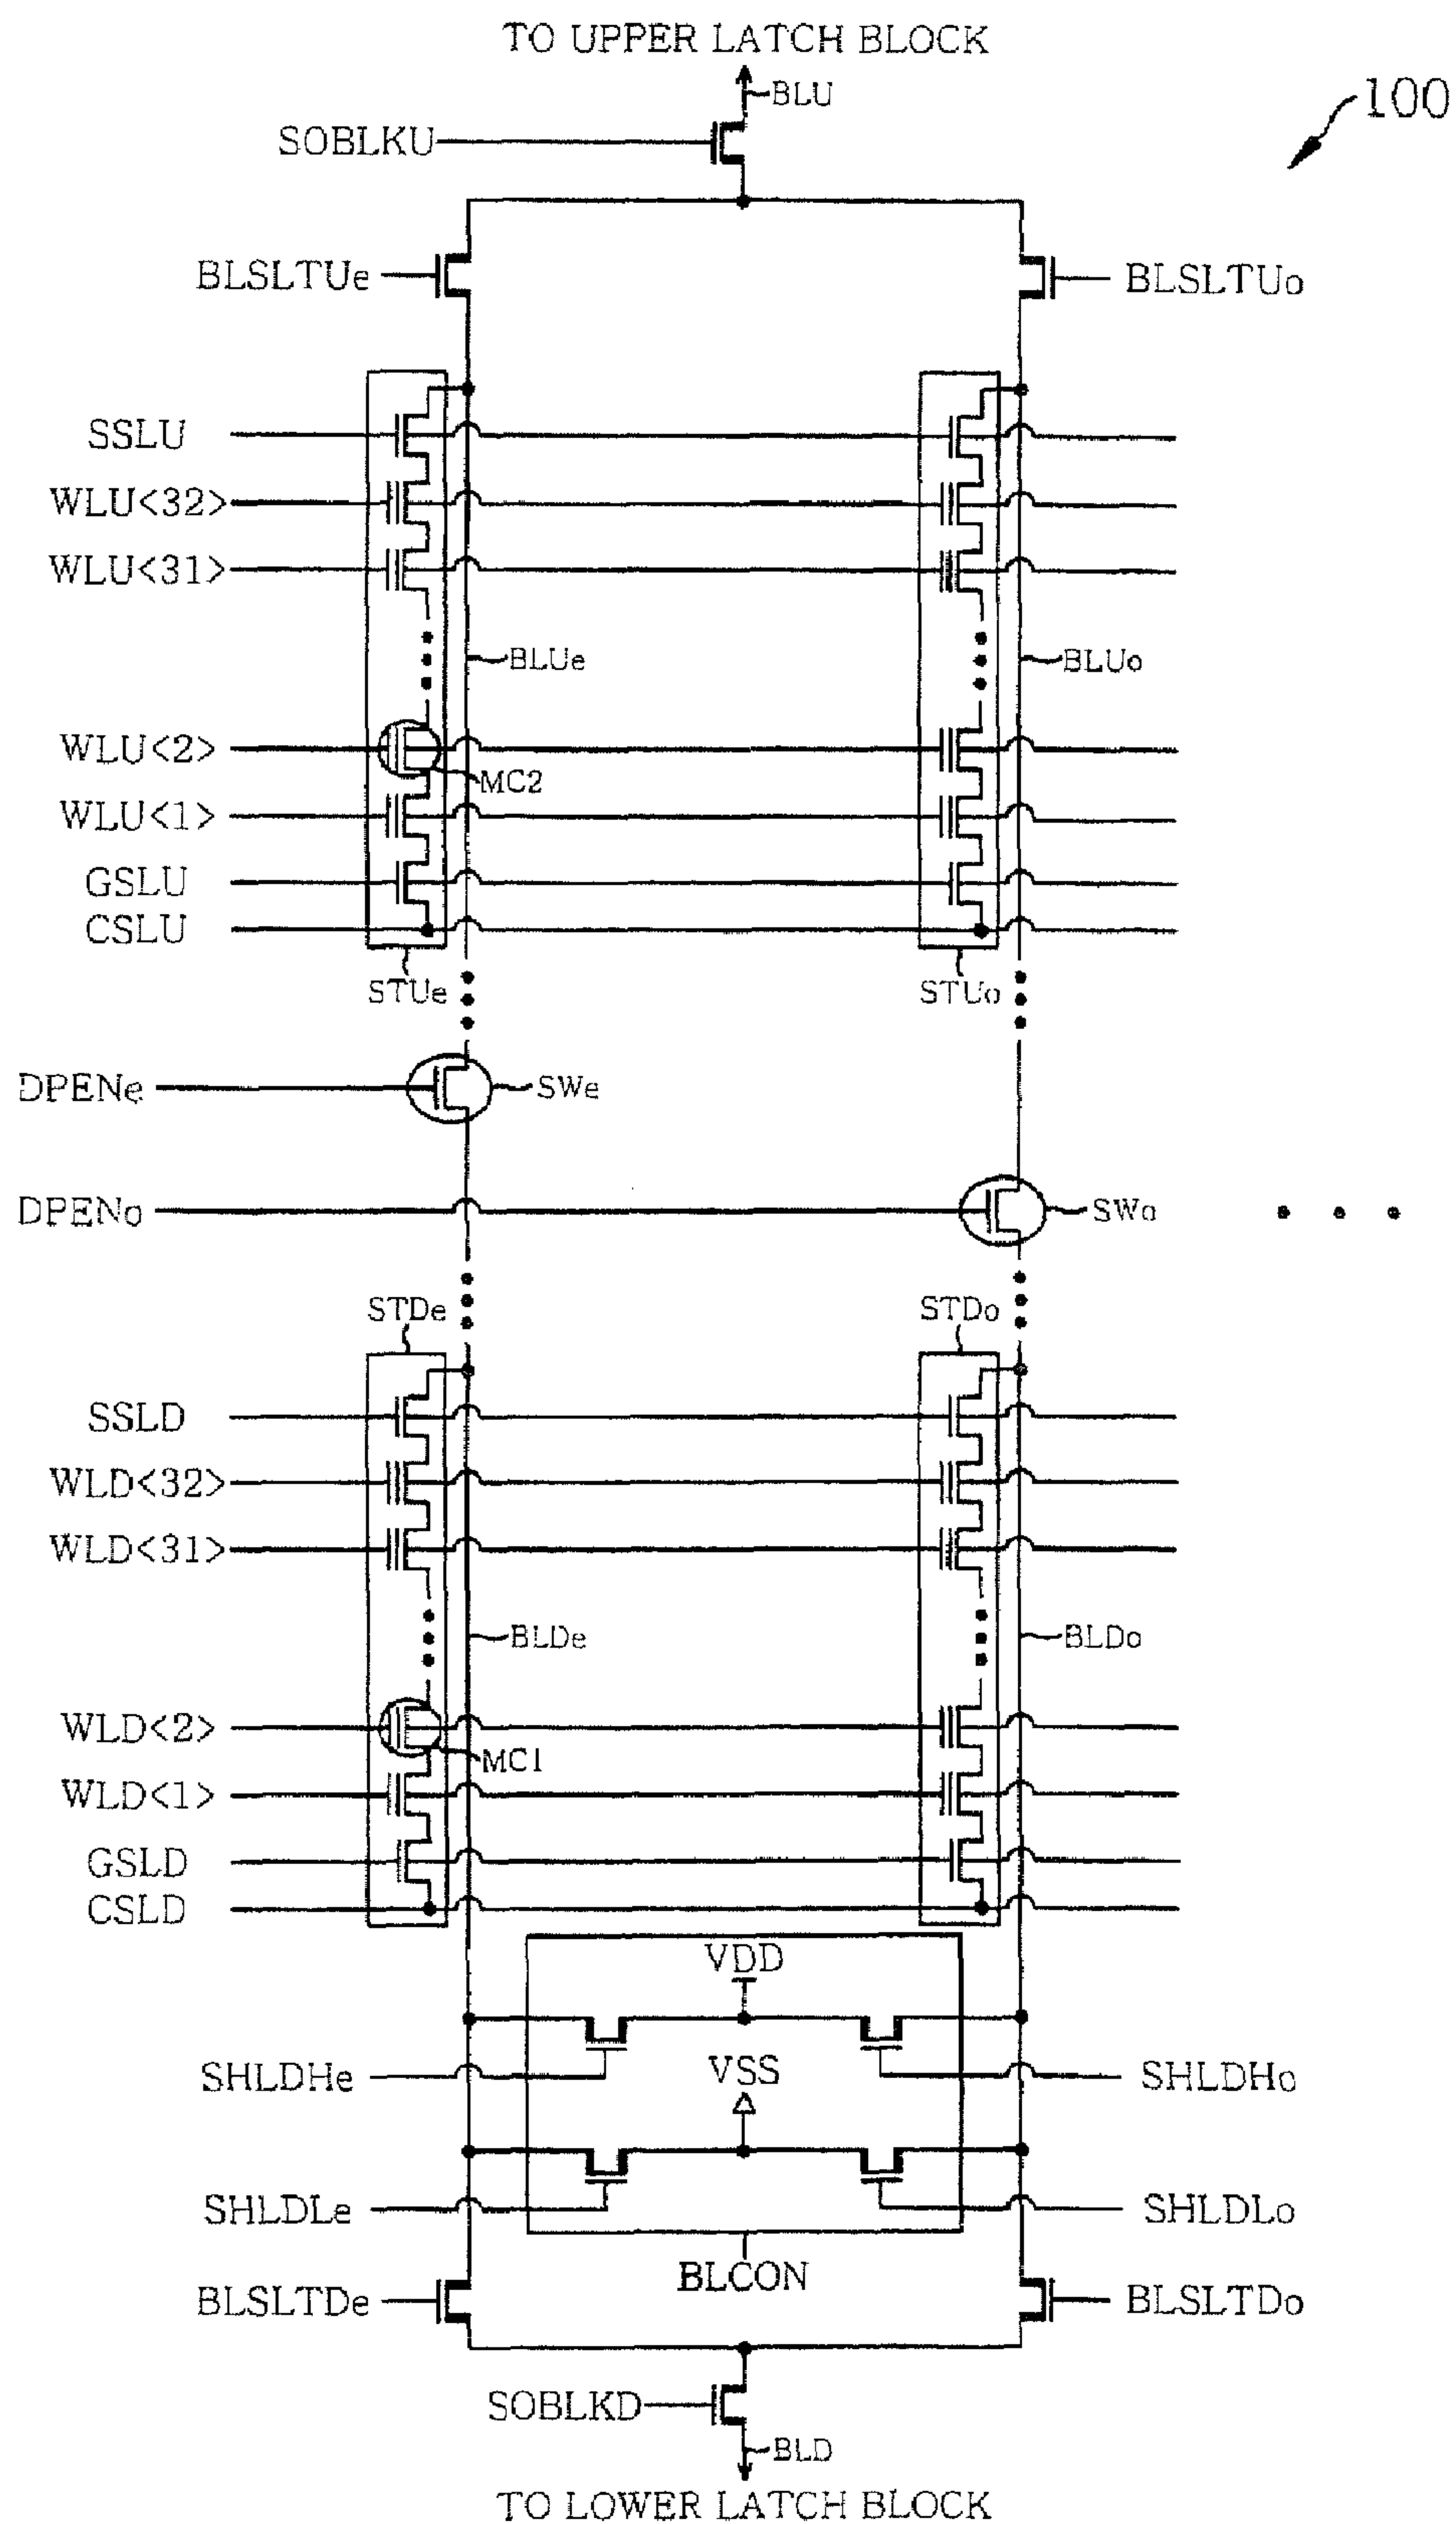 TO UPPER LATCH BLOCK
BLU
100
SOBLKU
BLSLTUe
BLSLTUo
SSLU
WLU<32>
WLU<31>
BLUe
BLUo
WLU<2>
MC2
WLU<1>
GSLU
CSLU
STUe
STUo
DPENe
SWe
DPENo
SWo
STDe
STDo
SSLD
WLD<32>
WLD<31>
BLDe
BLDo
WLD<2>
MC1
WLD<1>
GSLD
CSLD
VDD
SHLDHe
VSS
SHLDHo
SHLDLe
SHLDLo
BLCON
BLSLTDe
BLSLTDo
SOBLKD
BLD
TO LOWER LATCH BLOCK